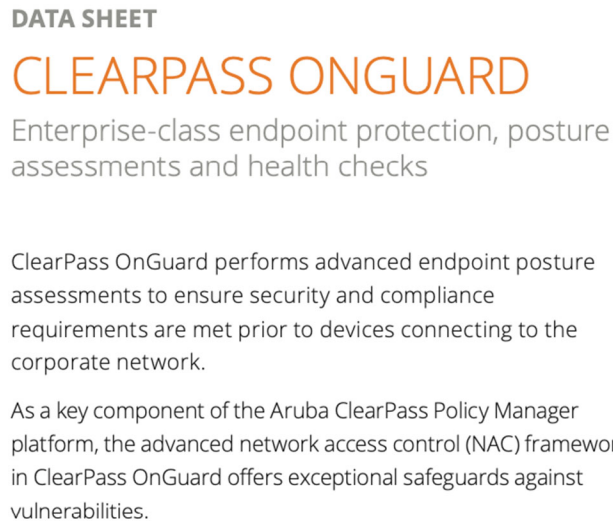 DATA SHEET
CLEARPASS ONGUARD
Enterprise-class endpoint protection, posture
assessments and health checks
ClearPass OnGuard performs advanced endpoint posture
assessments to ensure security and compliance
requirements are met prior to devices connecting to the
corporate network.
As a key component of the Aruba ClearPass Policy Manager
platform, the advanced network access control (NAC) framewor
in ClearPass OnGuard offers exceptional safeguards against
vulnerabilities.